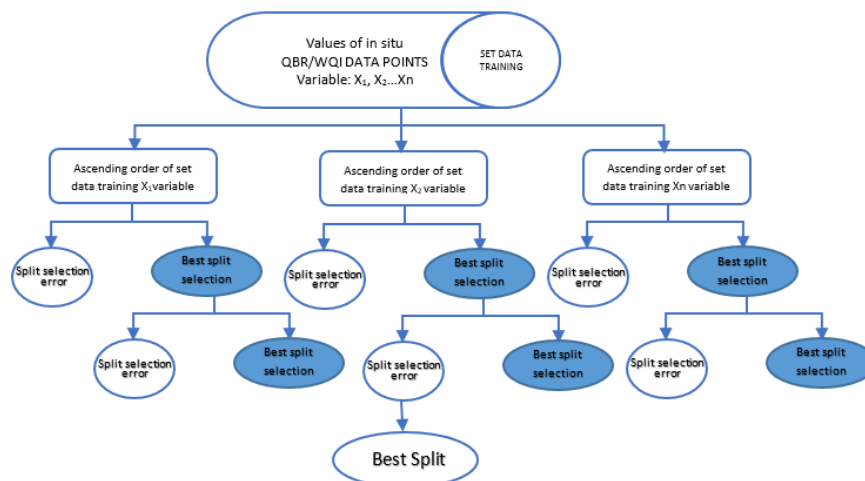 Values of in situ
QBR/WQI DATA POINTS
Variable: X₁, X₂...Xn
SET DATA
TRAINING
Ascending order of set
data training X₁variable
Ascending order of set
data training X₂ variable
Ascending order of set
data training Xn variable
Split selection
error
Best split
selection
Split selection
error
Best split
selection
Split selection
error
Best split
selection
Split selection
error
Best split
selection
Split selection
error
Best split
selection
Split selection
error
Best split
selection
Best Split